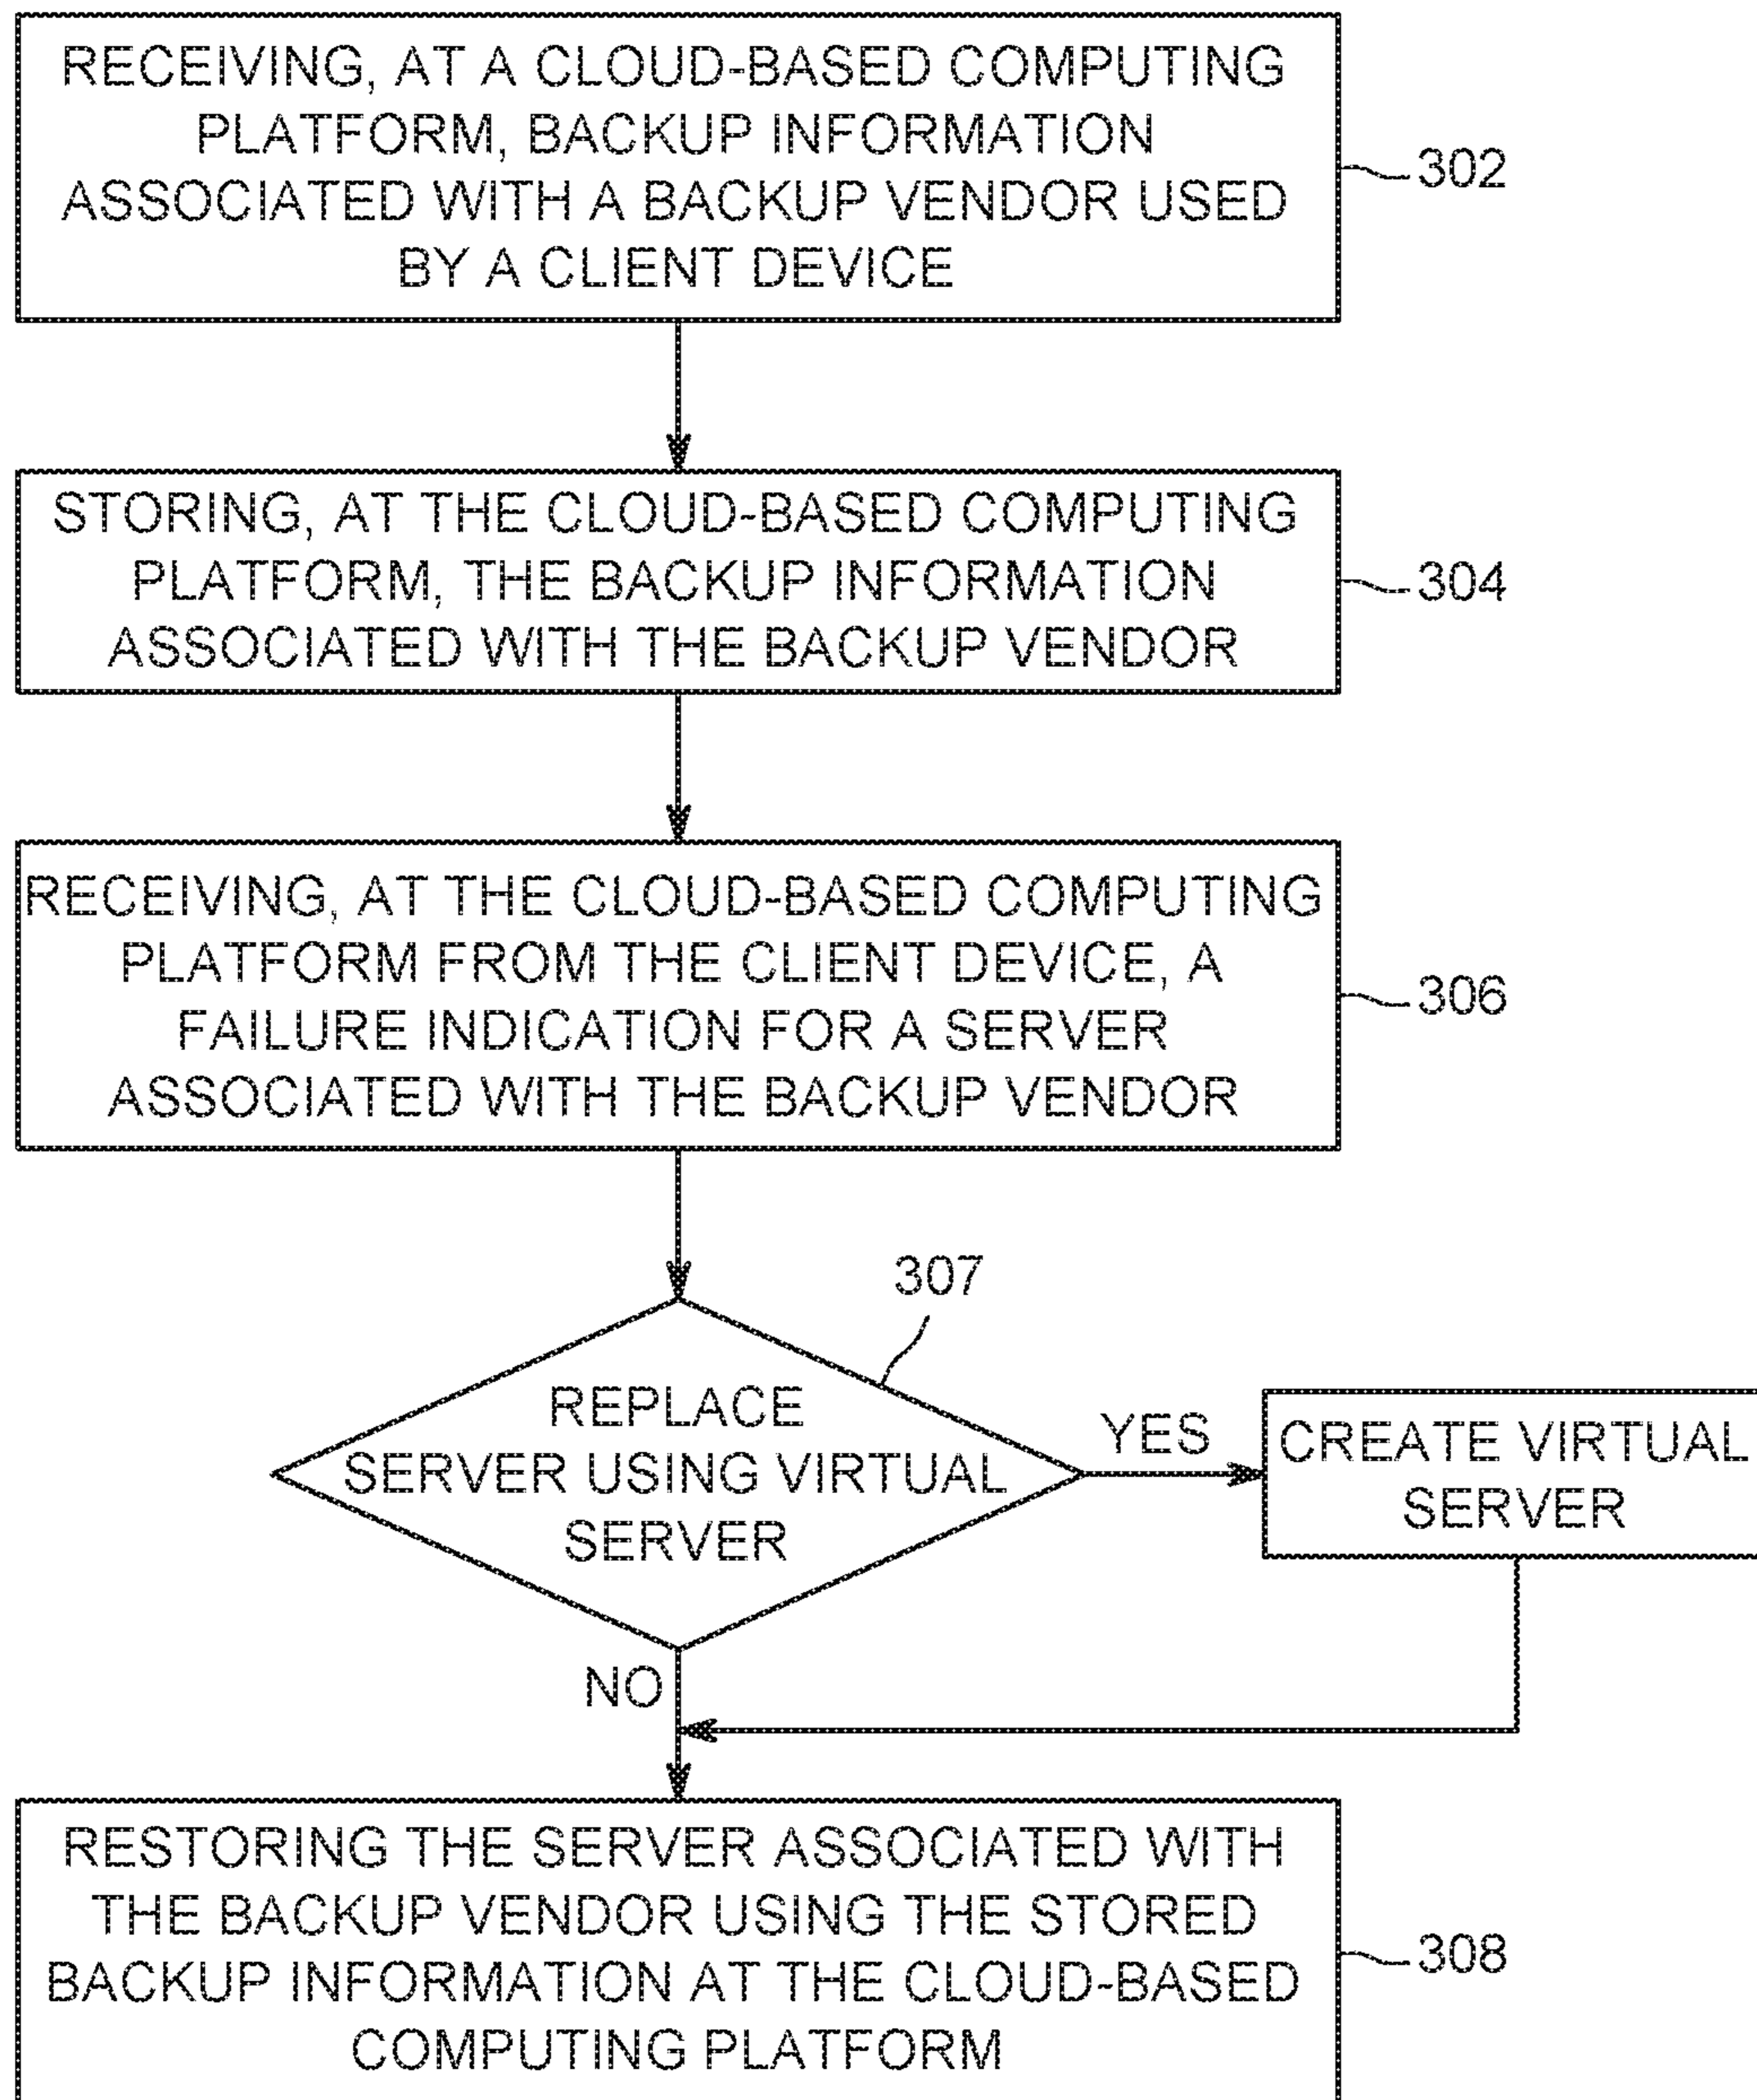 RECEIVING, AT A CLOUD-BASED COMPUTING
PLATFORM, BACKUP INFORMATION
ASSOCIATED WITH A BACKUP VENDOR USED
BY A CLIENT DEVICE
302
STORING, AT THE CLOUD-BASED COMPUTING
PLATFORM, THE BACKUP INFORMATION
ASSOCIATED WITH THE BACKUP VENDOR
304
RECEIVING, AT THE CLOUD-BASED COMPUTING
PLATFORM FROM THE CLIENT DEVICE, A
FAILURE INDICATION FOR A SERVER
ASSOCIATED WITH THE BACKUP VENDOR
306
307
REPLACE
SERVER USING VIRTUAL
SERVER
YES
CREATE VIRTUAL
SERVER
NO
RESTORING THE SERVER ASSOCIATED WITH
THE BACKUP VENDOR USING THE STORED
BACKUP INFORMATION AT THE CLOUD-BASED
COMPUTING PLATFORM
308